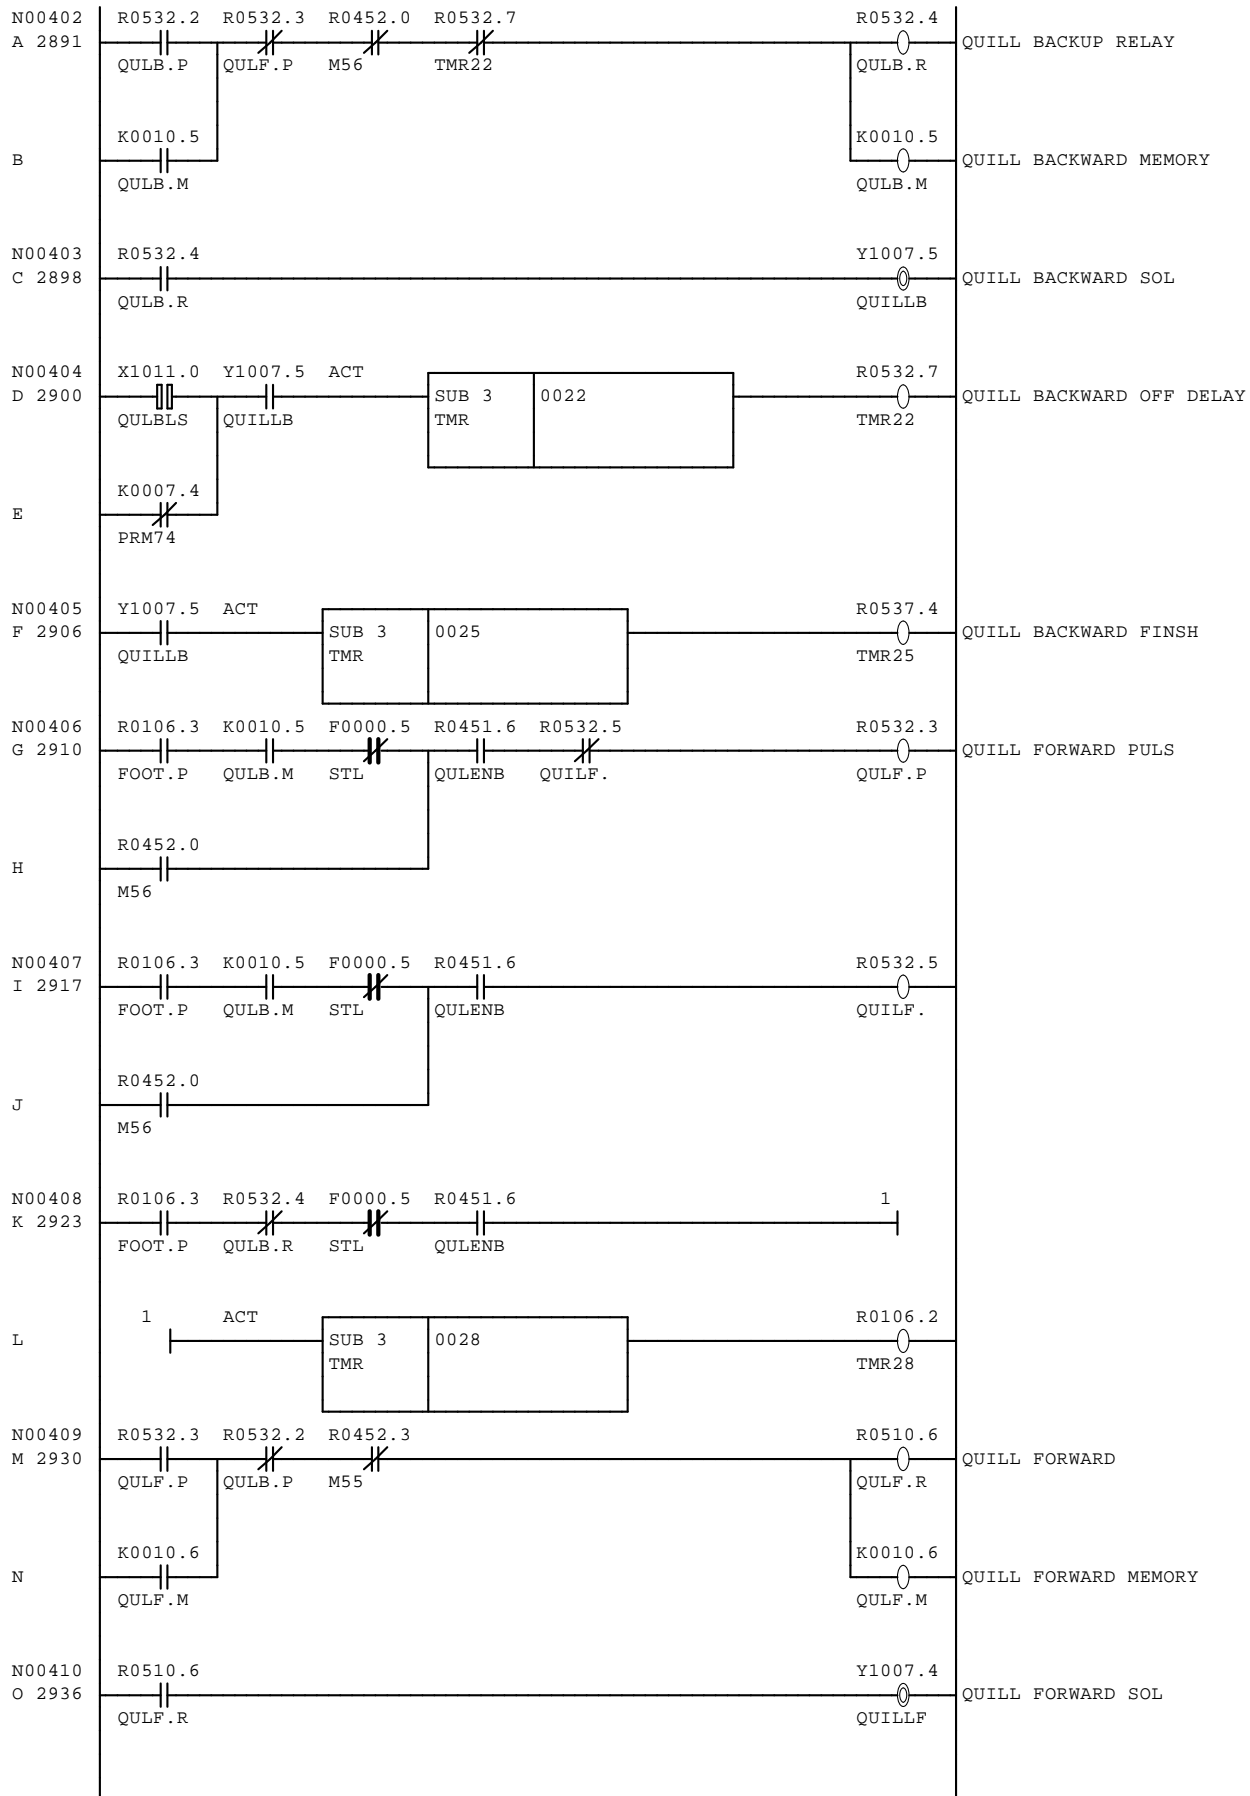 N00402 R0532.2 R0532.3 R0452.0 R0532.7 R0532.4
A 2891 QUILL BACKUP RELAY
QULB.P QULF.P M56 TMR22 QULB.R
K0010.5 K0010.5
B QUILL BACKWARD MEMORY
QULB.M QULB.M
N00403 R0532.4 Y1007.5
C 2898 QUILL BACKWARD SOL
QULB.R QUILLB
N00404 X1011.0 Y1007.5 ACT R0532.7
D 2900 SUB 3 0022 QUILL BACKWARD OFF DELAY
QULBLS QUILLB TMR TMR22
K0007.4
E
PRM74
N00405 Y1007.5 ACT R0537.4
F 2906 SUB 3 0025 QUILL BACKWARD FINSH
QUILLB TMR TMR25
N00406 R0106.3 K0010.5 F0000.5 R0451.6 R0532.5 R0532.3
G 2910 QUILL FORWARD PULS
FOOT.P QULB.M STL QULENB QUILF. QULF.P
R0452.0
H
M56
N00407 R0106.3 K0010.5 F0000.5 R0451.6 R0532.5
I 2917
FOOT.P QULB.M STL QULENB QUILF.
R0452.0
J
M56
N00408 R0106.3 R0532.4 F0000.5 R0451.6 1
K 2923
FOOT.P QULB.R STL QULENB
1 ACT R0106.2
L SUB 3 0028
TMR TMR28
N00409 R0532.3 R0532.2 R0452.3 R0510.6
M 2930 QUILL FORWARD
QULF.P QULB.P M55 QULF.R
K0010.6 K0010.6
N QUILL FORWARD MEMORY
QULF.M QULF.M
N00410 R0510.6 Y1007.4
O 2936 QUILL FORWARD SOL
QULF.R QUILLF